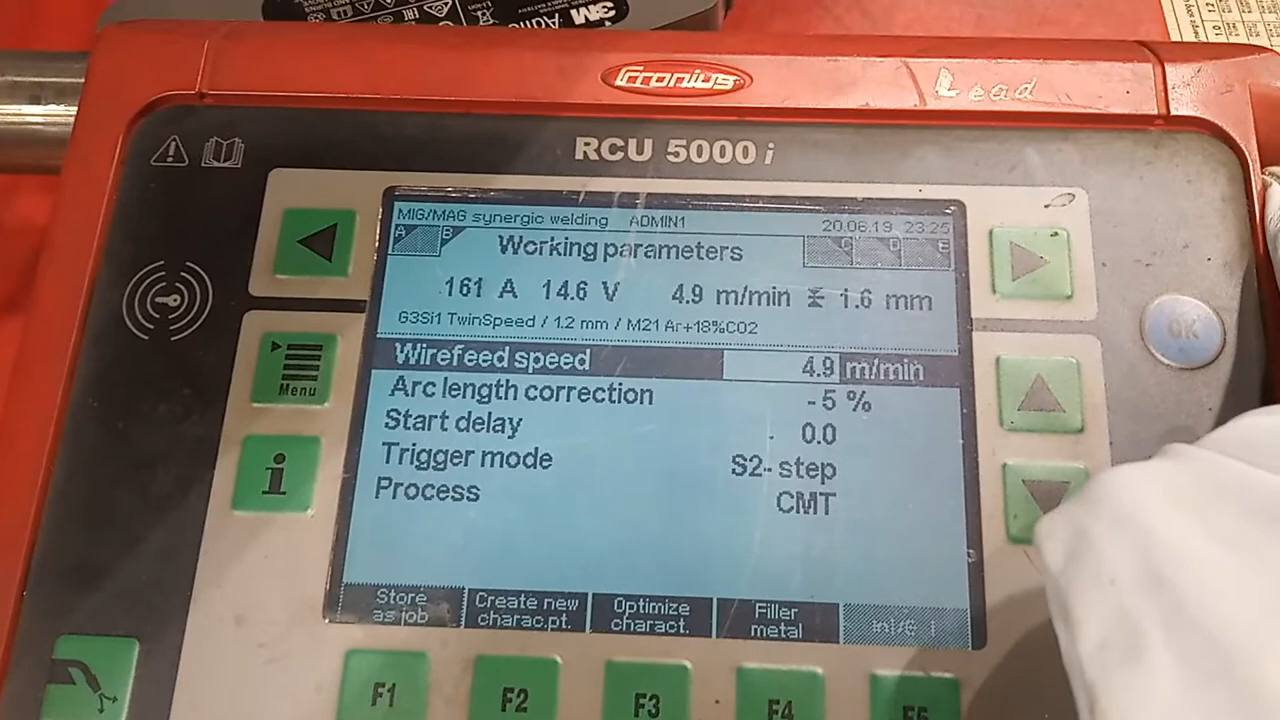 3M
Fronius
Lead
RCU 5000 i
MIG/MAG synergic welding ADMIN1 20.06.19 23:25
A B C D E
Working parameters
161 A 14.6 V 4.9 m/min 1.6 mm
G3Si1 TwinSpeed / 1.2 mm / M21 Ar+18%CO2
Wirefeed speed 4.9 m/min
Arc length correction -5 %
Start delay 0.0
Trigger mode S2-step
Process CMT
Store as job
Create new charac.pt.
Optimize charact.
Filler metal
Menu
i
OK
F1 F2 F3 F4 F5